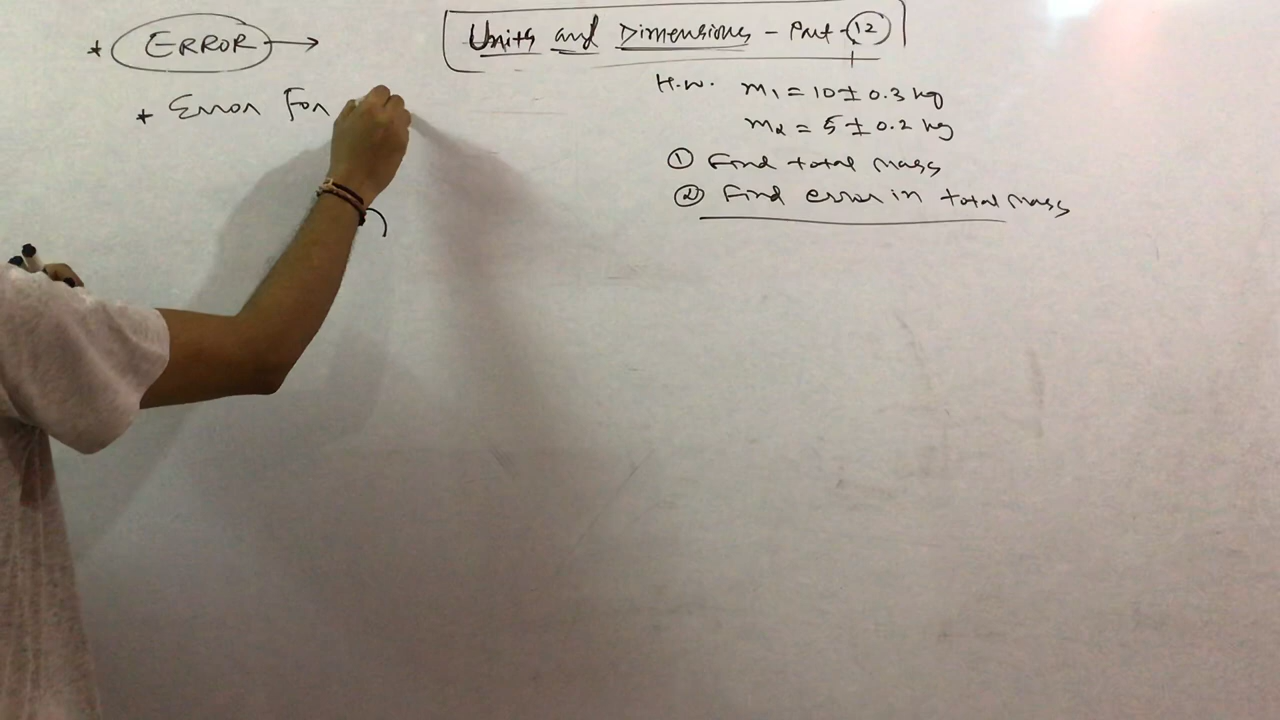 Units and Dimensions - Part - 12
* ERROR →
* Error For
H.W. m₁ = 10 ± 0.3 kg
m₂ = 5 ± 0.2 kg
① Find total mass
② Find error in total mass